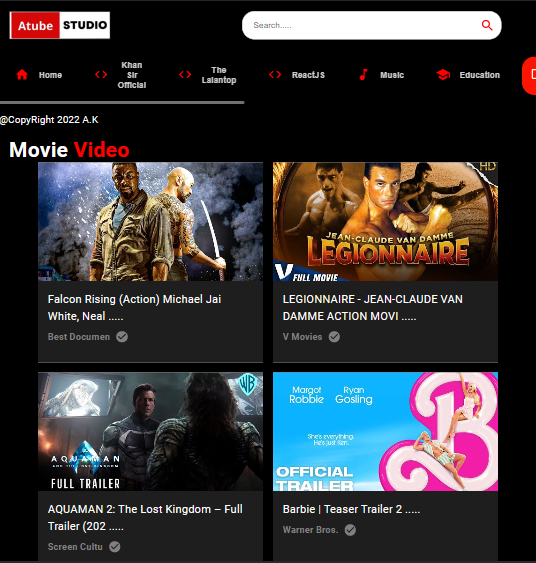 Atube STUDIO
Search.....
Home
Khan
Sir
Official
The
Lalantop
ReactJS
Music
Education
@CopyRight 2022 A.K
Movie Video
HD
JEAN-CLAUDE VAN DAMME
LEGIONNAIRE
V FULL MOVIE
Falcon Rising (Action) Michael Jai
White, Neal .....
Best Documen
LEGIONNAIRE - JEAN-CLAUDE VAN
DAMME ACTION MOVI .....
V Movies
WB
AQUAMAN
AND THE LOST KINGDOM
FULL TRAILER
Margot
Robbie
Ryan
Gosling
She's everything.
He's just Ken.
B
OFFICIAL
TRAILER
AQUAMAN 2: The Lost Kingdom – Full
Trailer (202 .....
Screen Cultu
Barbie | Teaser Trailer 2 .....
Warner Bros.